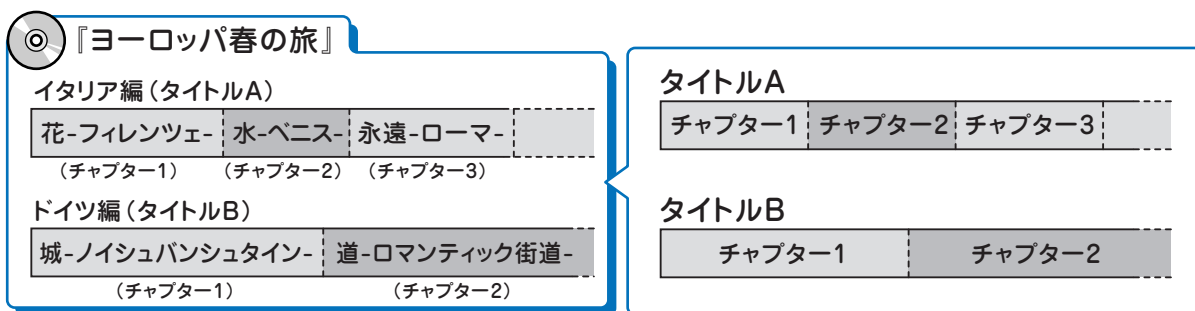 『ヨーロッパ春の旅』
イタリア編（タイトルA）
花-フィレンツェ- 水-ベニス- 永遠-ローマ-
（チャプター1） （チャプター2） （チャプター3）
ドイツ編（タイトルB）
城-ノイシュバンシュタイン- 道-ロマンティック街道-
（チャプター1） （チャプター2）
タイトルA
チャプター1 チャプター2 チャプター3
タイトルB
チャプター1 チャプター2